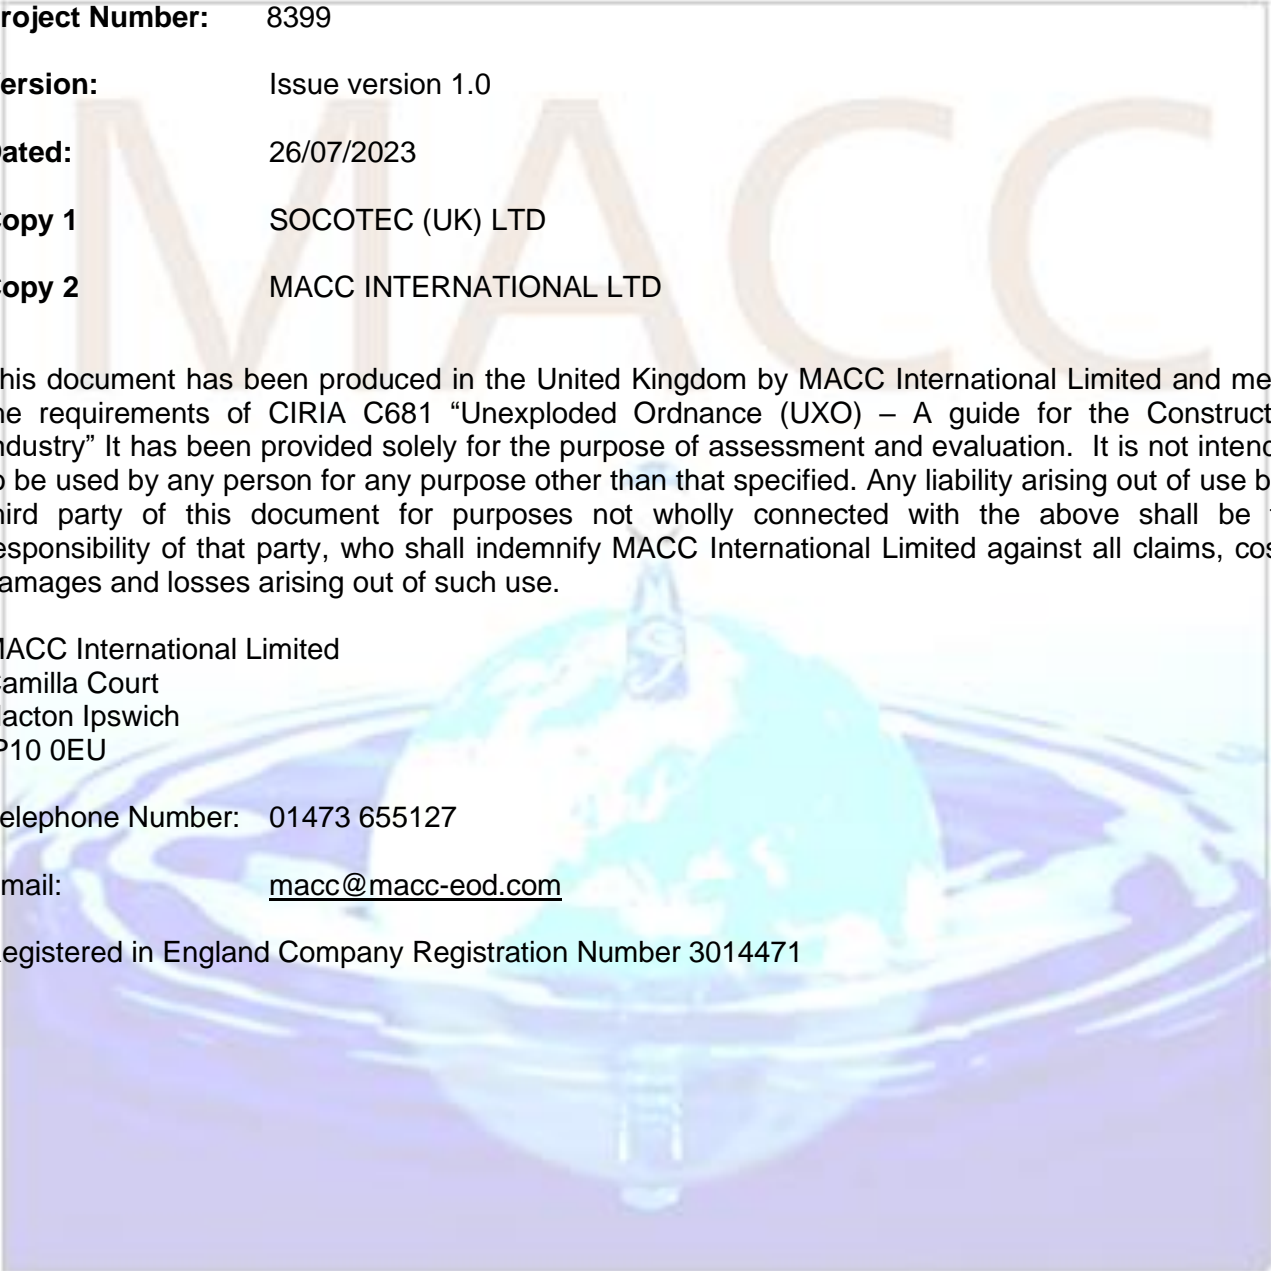 MACC
roject Number: 8399
ersion: Issue version 1.0
ated: 26/07/2023
opy 1 SOCOTEC (UK) LTD
opy 2 MACC INTERNATIONAL LTD
his document has been produced in the United Kingdom by MACC International Limited and me
he requirements of CIRIA C681 “Unexploded Ordnance (UXO) – A guide for the Construct
ndustry” It has been provided solely for the purpose of assessment and evaluation. It is not intend
o be used by any person for any purpose other than that specified. Any liability arising out of use b
hird party of this document for purposes not wholly connected with the above shall be t
esponsibility of that party, who shall indemnify MACC International Limited against all claims, cos
amages and losses arising out of such use.
MACC International Limited
amilla Court
acton Ipswich
P10 0EU
elephone Number: 01473 655127
mail: macc@macc-eod.com
egistered in England Company Registration Number 3014471